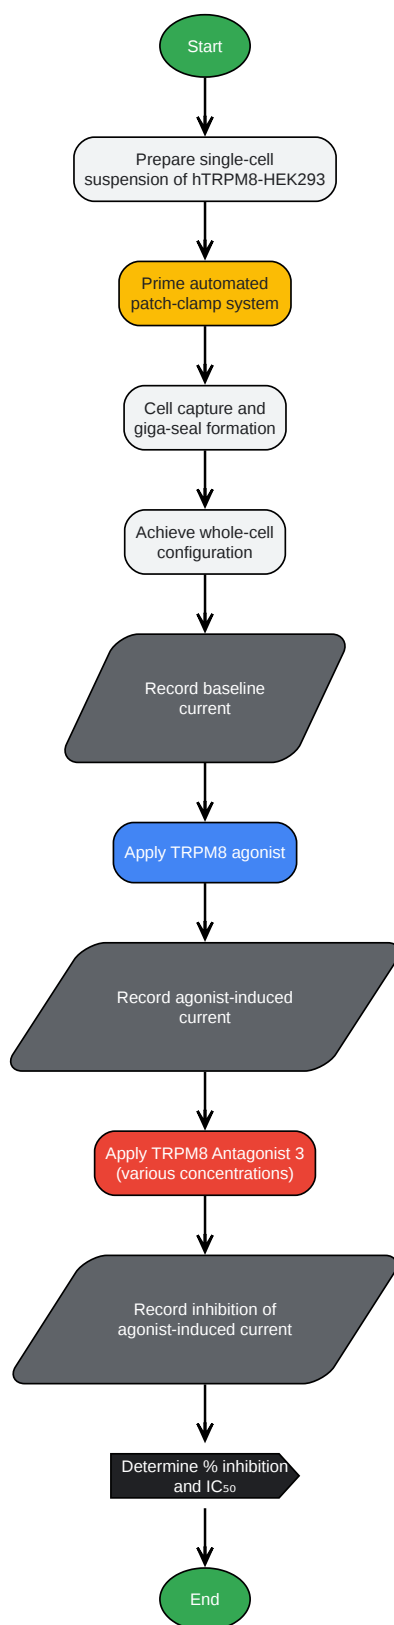 Start
Prepare single-cell
suspension of hTRPM8-HEK293
Prime automated
patch-clamp system
Cell capture and
giga-seal formation
Achieve whole-cell
configuration
Record baseline
current
Apply TRPM8 agonist
Record agonist-induced
current
Apply TRPM8 Antagonist 3
(various concentrations)
Record inhibition of
agonist-induced current
Determine % inhibition
and IC₅₀
End